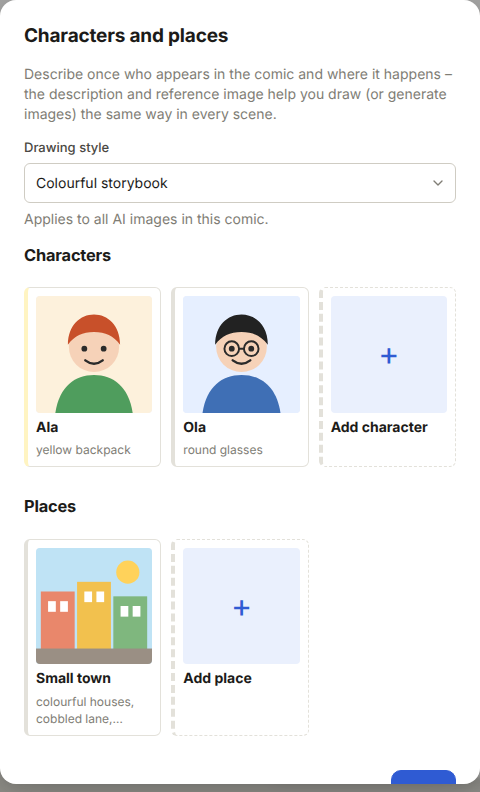 Characters and places
Describe once who appears in the comic and where it happens –
the description and reference image help you draw (or generate
images) the same way in every scene.
Drawing style
Colourful storybook
Applies to all AI images in this comic.
Characters
Ala
yellow backpack
Ola
round glasses
+
Add character
Places
Small town
colourful houses,
cobbled lane,...
+
Add place